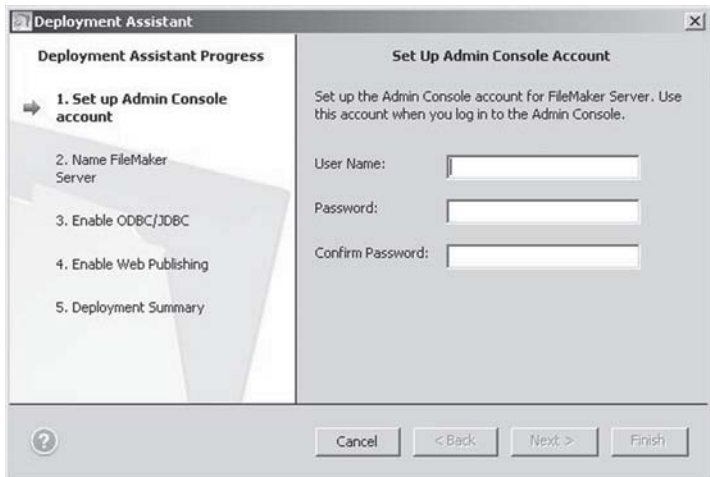 Deployment Assistant
Deployment Assistant Progress
1. Set up Admin Console
account
2. Name FileMaker
Server
3. Enable ODBC/JDBC
4. Enable Web Publishing
5. Deployment Summary
Set Up Admin Console Account
Set up the Admin Console account for FileMaker Server. Use
this account when you log in to the Admin Console.
User Name:
Password:
Confirm Password:
?
Cancel
< Back
Next >
Finish